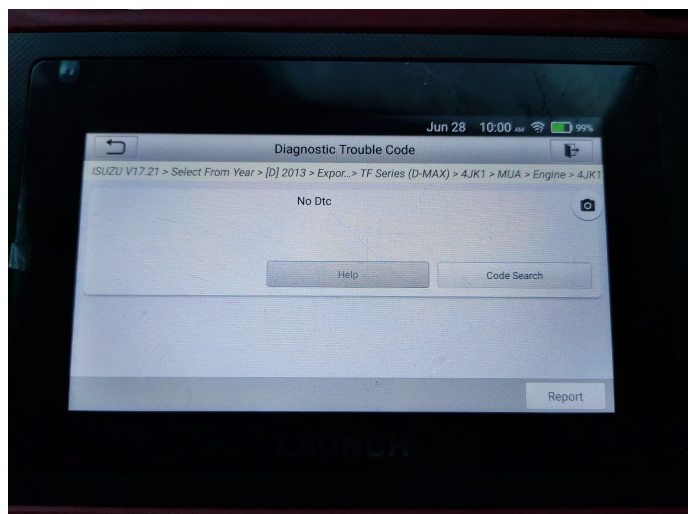 Jun 28 10:00 AM 99%
Diagnostic Trouble Code
ISUZU V17.21 > Select From Year > [D] 2013 > Expor...> TF Series (D-MAX) > 4JK1 > MUA > Engine > 4JK1
No Dtc
Help
Code Search
Report
LAUNCH